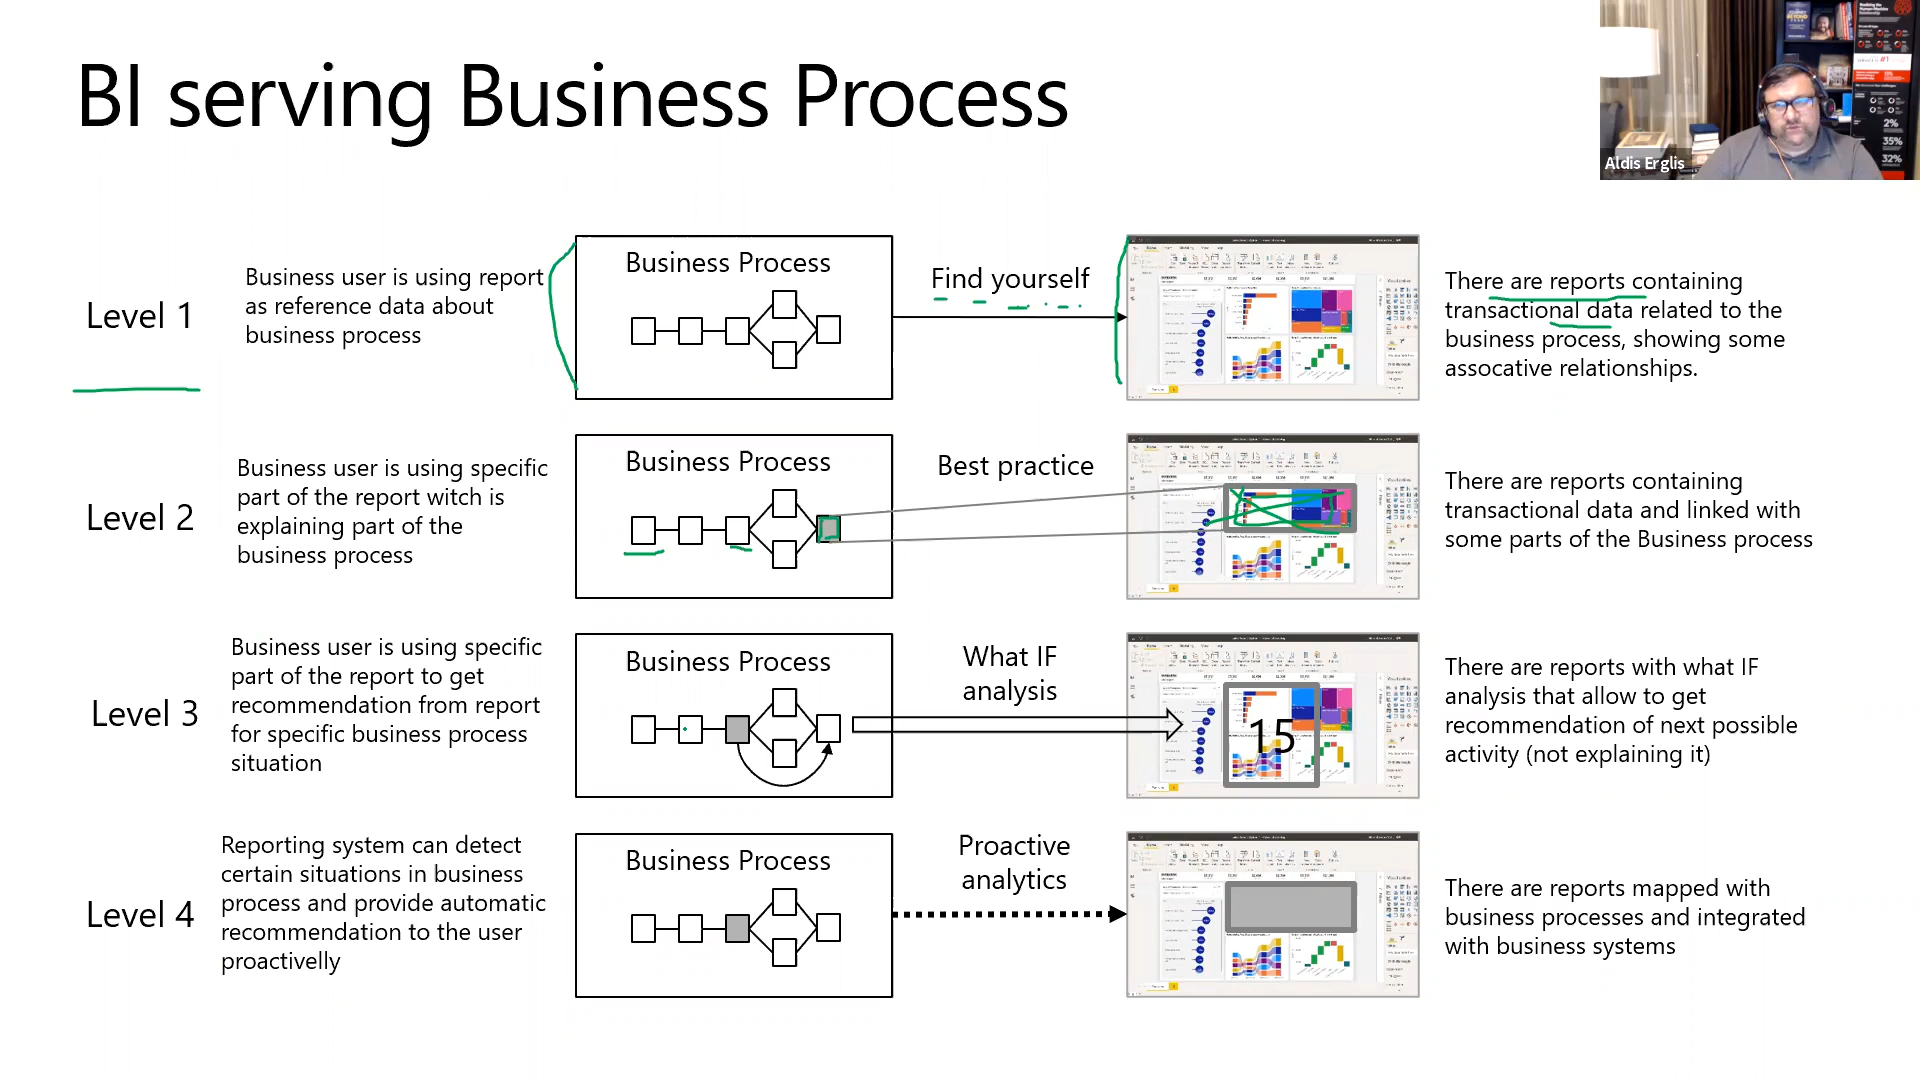 BI serving Business Process
Aldis Erglis
2%
35%
32%
Level 1
Business user is using report
as reference data about
business process
Business Process
Find yourself
There are reports containing
transactional data related to the
business process, showing some
assocative relationships.
Level 2
Business user is using specific
part of the report witch is
explaining part of the
business process
Business Process
Best practice
There are reports containing
transactional data and linked with
some parts of the Business process
Level 3
Business user is using specific
part of the report to get
recommendation from report
for specific business process
situation
Business Process
What IF
analysis
15
There are reports with what IF
analysis that allow to get
recommendation of next possible
activity (not explaining it)
Level 4
Reporting system can detect
certain situations in business
process and provide automatic
recommendation to the user
proactivelly
Business Process
Proactive
analytics
There are reports mapped with
business processes and integrated
with business systems